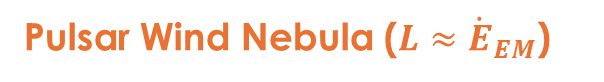 Pulsar Wind Nebula (L ≈ Ė_EM)